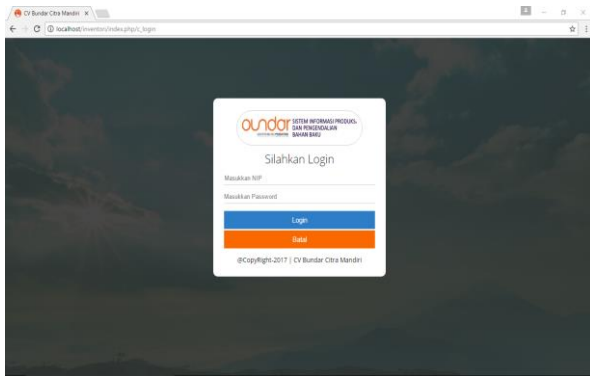 CV Bundar Citra Mandiri
localhost/inventori/index.php/c_login
oundar
SISTEM INFORMASI PRODUKSI
DAN PENGENDALIAN
BAHAN BAKU
Silahkan Login
Masukkan NIP
Masukkan Password
Login
Batal
@CopyRight-2017 | CV Bundar Citra Mandiri